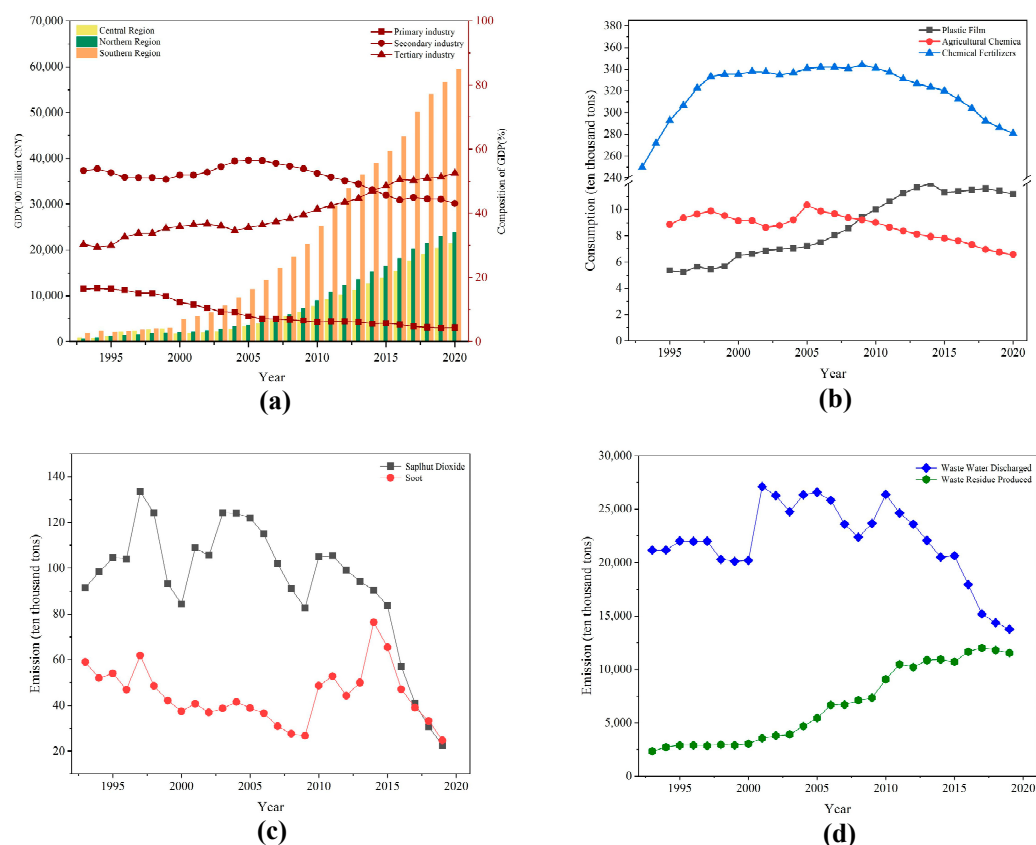 70,000
60,000
50,000
40,000
30,000
20,000
10,000
0
GDP(100 million CNY)
Central Region
Northern Region
Southern Region
Primary industry
Secondary industry
Tertiary industry
100
80
60
40
20
0
Composition of GDP(%)
1995 2000 2005 2010 2015 2020
Year
(a)
360
340
320
300
280
260
240
10
8
6
4
2
0
Consumption (ten thousand tons)
Plastic Film
Agricultural Chemica
Chemical Fertilizers
1995 2000 2005 2010 2015 2020
Year
(b)
140
120
100
80
60
40
20
Emission (ten thousand tons)
Saplhut Dioxide
Soot
1995 2000 2005 2010 2015 2020
Year
(c)
30,000
25,000
20,000
15,000
10,000
5,000
0
Emission (ten thousand tons)
Waste Water Discharged
Waste Residue Produced
1995 2000 2005 2010 2015 2020
Year
(d)